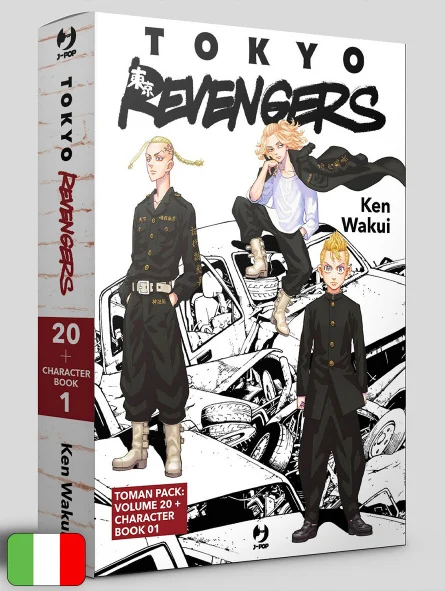 J-POP
TOKYO
REVENGERS
20
+
CHARACTER
BOOK
1
Ken Wakui
TOKYO
東京
REVENGERS
Ken
Wakui
TOMAN PACK:
VOLUME 20 +
CHARACTER
BOOK 01
J-POP